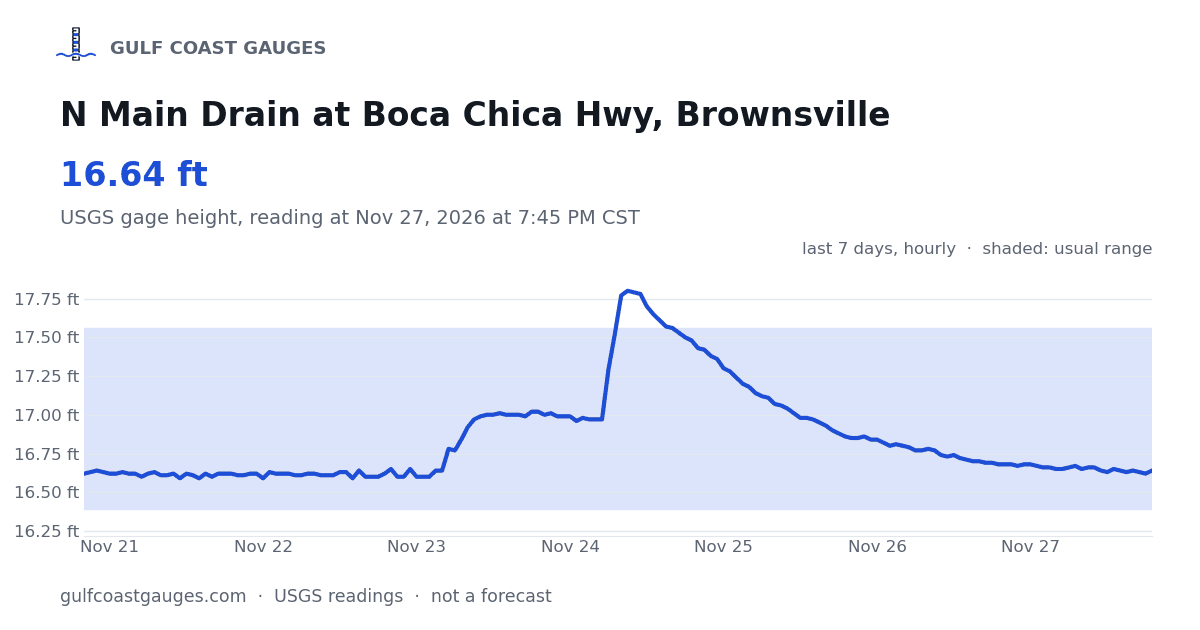 GULF COAST GAUGES
N Main Drain at Boca Chica Hwy, Brownsville
16.64 ft
USGS gage height, reading at Nov 27, 2026 at 7:45 PM CST
last 7 days, hourly · shaded: usual range
17.75 ft
17.50 ft
17.25 ft
17.00 ft
16.75 ft
16.50 ft
16.25 ft
Nov 21 Nov 22 Nov 23 Nov 24 Nov 25 Nov 26 Nov 27
gulfcoastgauges.com · USGS readings · not a forecast